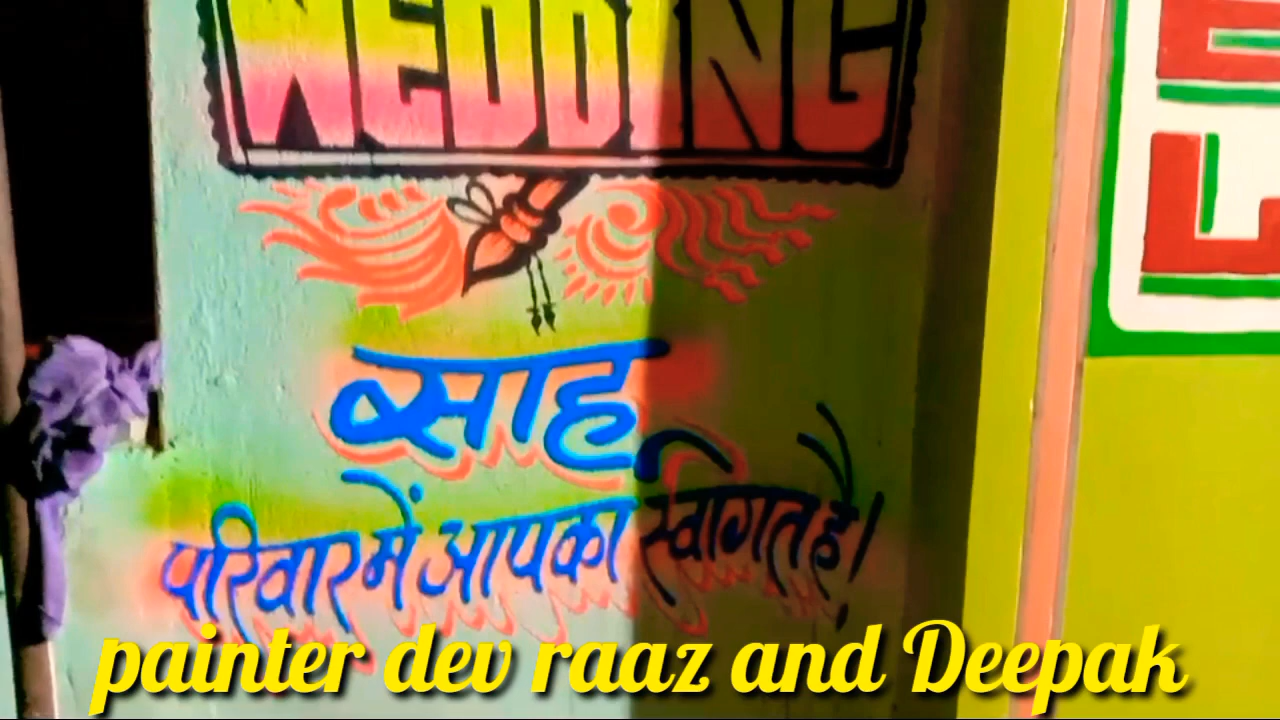 WEDDING
साह
परिवार में आपका स्वागत है।
painter dev raaz and Deepak